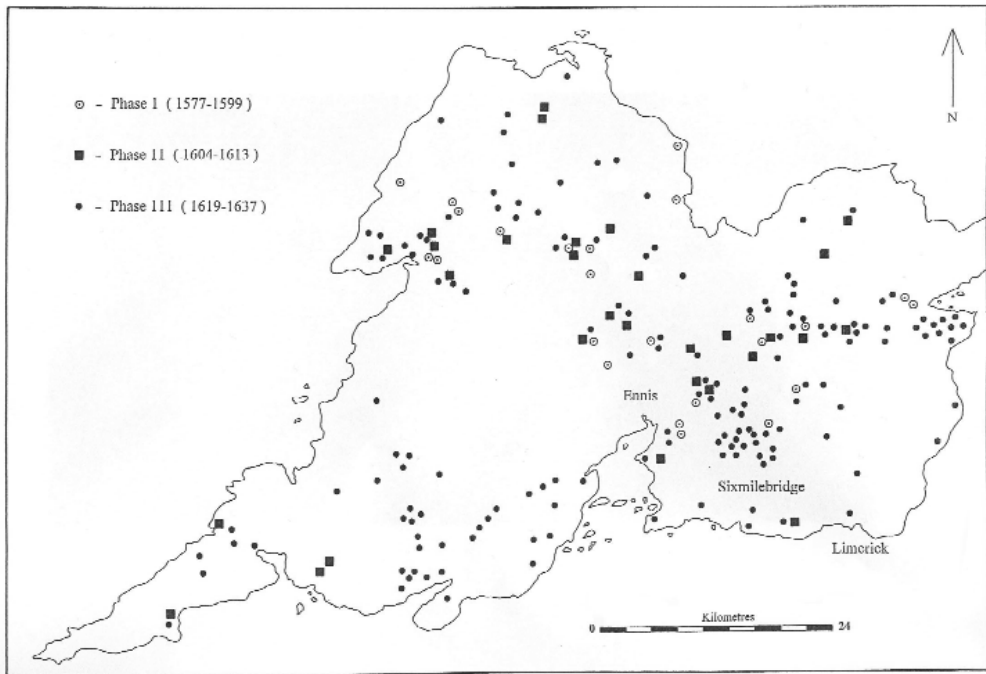 ⊙ - Phase 1 ( 1577-1599 )
■ - Phase 11 ( 1604-1613 )
● - Phase 111 ( 1619-1637 )
N
Ennis
Sixmilebridge
Limerick
Kilometres
0 24